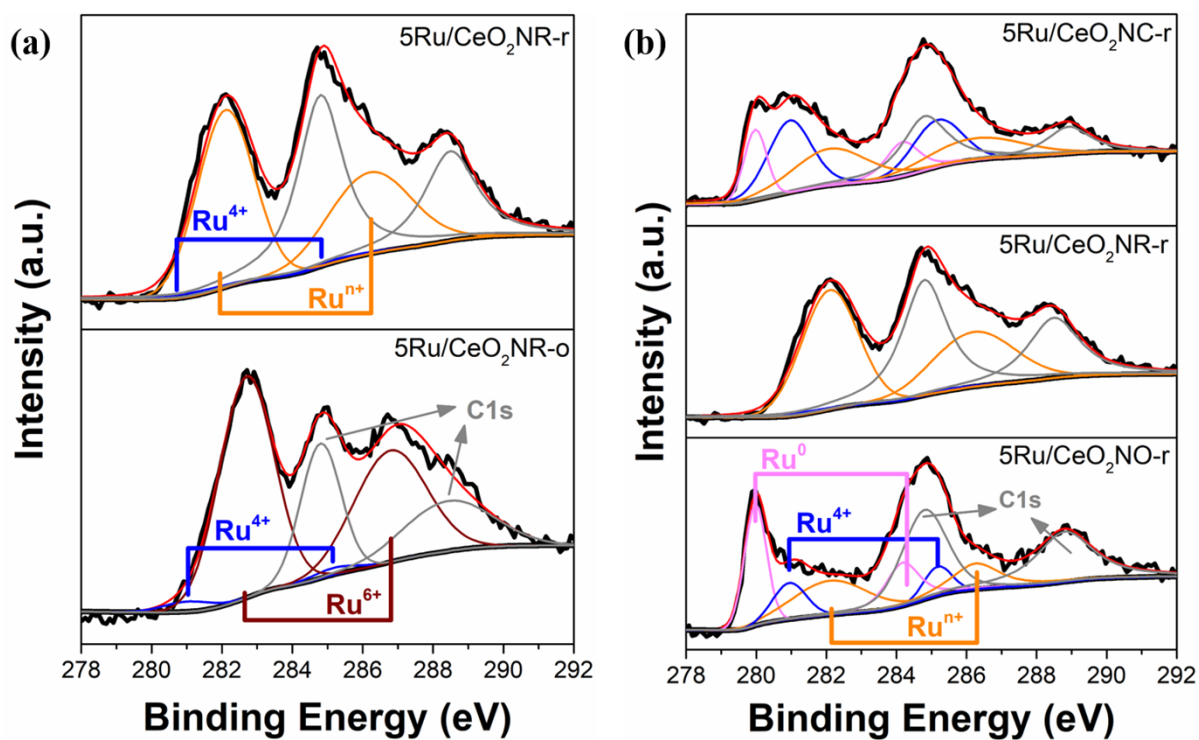 (a)
5Ru/CeO₂NR-r
Ru⁴⁺
Ruⁿ⁺
5Ru/CeO₂NR-o
C1s
Ru⁴⁺
Ru⁶⁺
Intensity (a.u.)
278 280 282 284 286 288 290 292
Binding Energy (eV)
(b)
5Ru/CeO₂NC-r
5Ru/CeO₂NR-r
5Ru/CeO₂NO-r
Ru⁰
Ru⁴⁺
C1s
Ruⁿ⁺
Intensity (a.u.)
278 280 282 284 286 288 290 292
Binding Energy (eV)